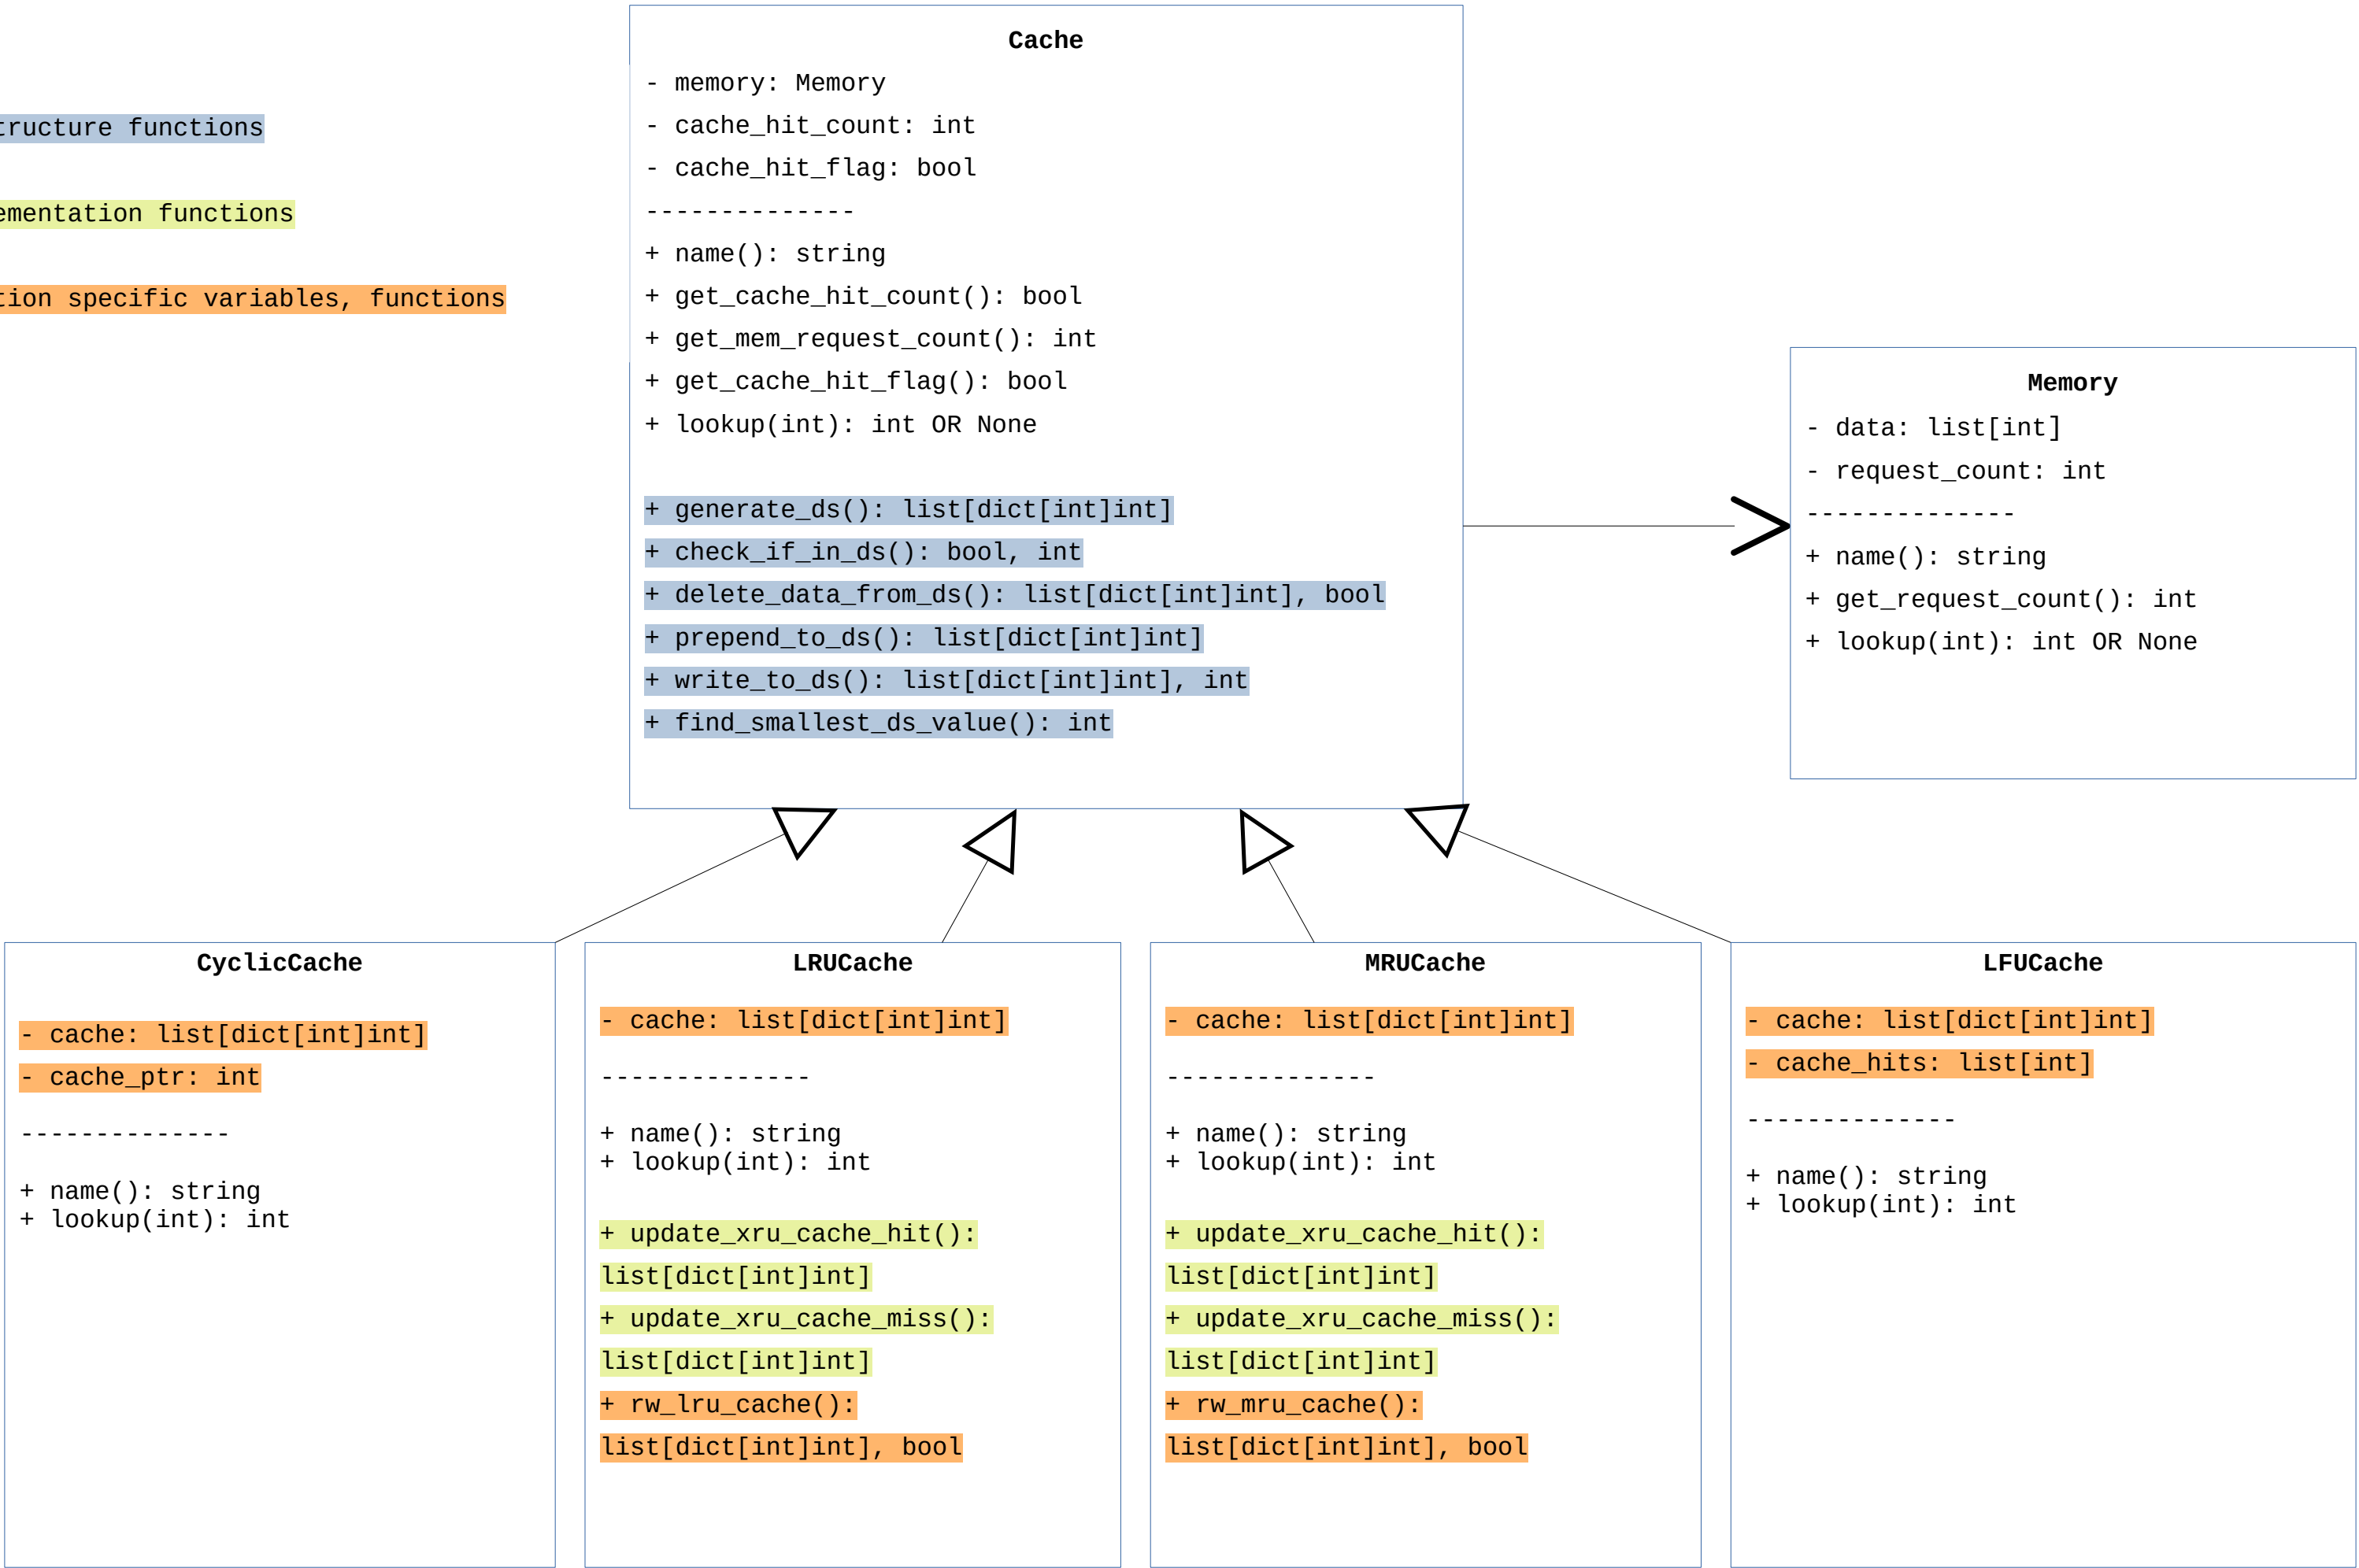 tructure functions
ementation functions
tion specific variables, functions
Cache
- memory: Memory
- cache_hit_count: int
- cache_hit_flag: bool
--------------
+ name(): string
+ get_cache_hit_count(): bool
+ get_mem_request_count(): int
+ get_cache_hit_flag(): bool
+ lookup(int): int OR None
+ generate_ds(): list[dict[int]int]
+ check_if_in_ds(): bool, int
+ delete_data_from_ds(): list[dict[int]int], bool
+ prepend_to_ds(): list[dict[int]int]
+ write_to_ds(): list[dict[int]int], int
+ find_smallest_ds_value(): int
Memory
- data: list[int]
- request_count: int
--------------
+ name(): string
+ get_request_count(): int
+ lookup(int): int OR None
CyclicCache
- cache: list[dict[int]int]
- cache_ptr: int
--------------
+ name(): string
+ lookup(int): int
LRUCache
- cache: list[dict[int]int]
--------------
+ name(): string
+ lookup(int): int
+ update_xru_cache_hit():
list[dict[int]int]
+ update_xru_cache_miss():
list[dict[int]int]
+ rw_lru_cache():
list[dict[int]int], bool
MRUCache
- cache: list[dict[int]int]
--------------
+ name(): string
+ lookup(int): int
+ update_xru_cache_hit():
list[dict[int]int]
+ update_xru_cache_miss():
list[dict[int]int]
+ rw_mru_cache():
list[dict[int]int], bool
LFUCache
- cache: list[dict[int]int]
- cache_hits: list[int]
--------------
+ name(): string
+ lookup(int): int